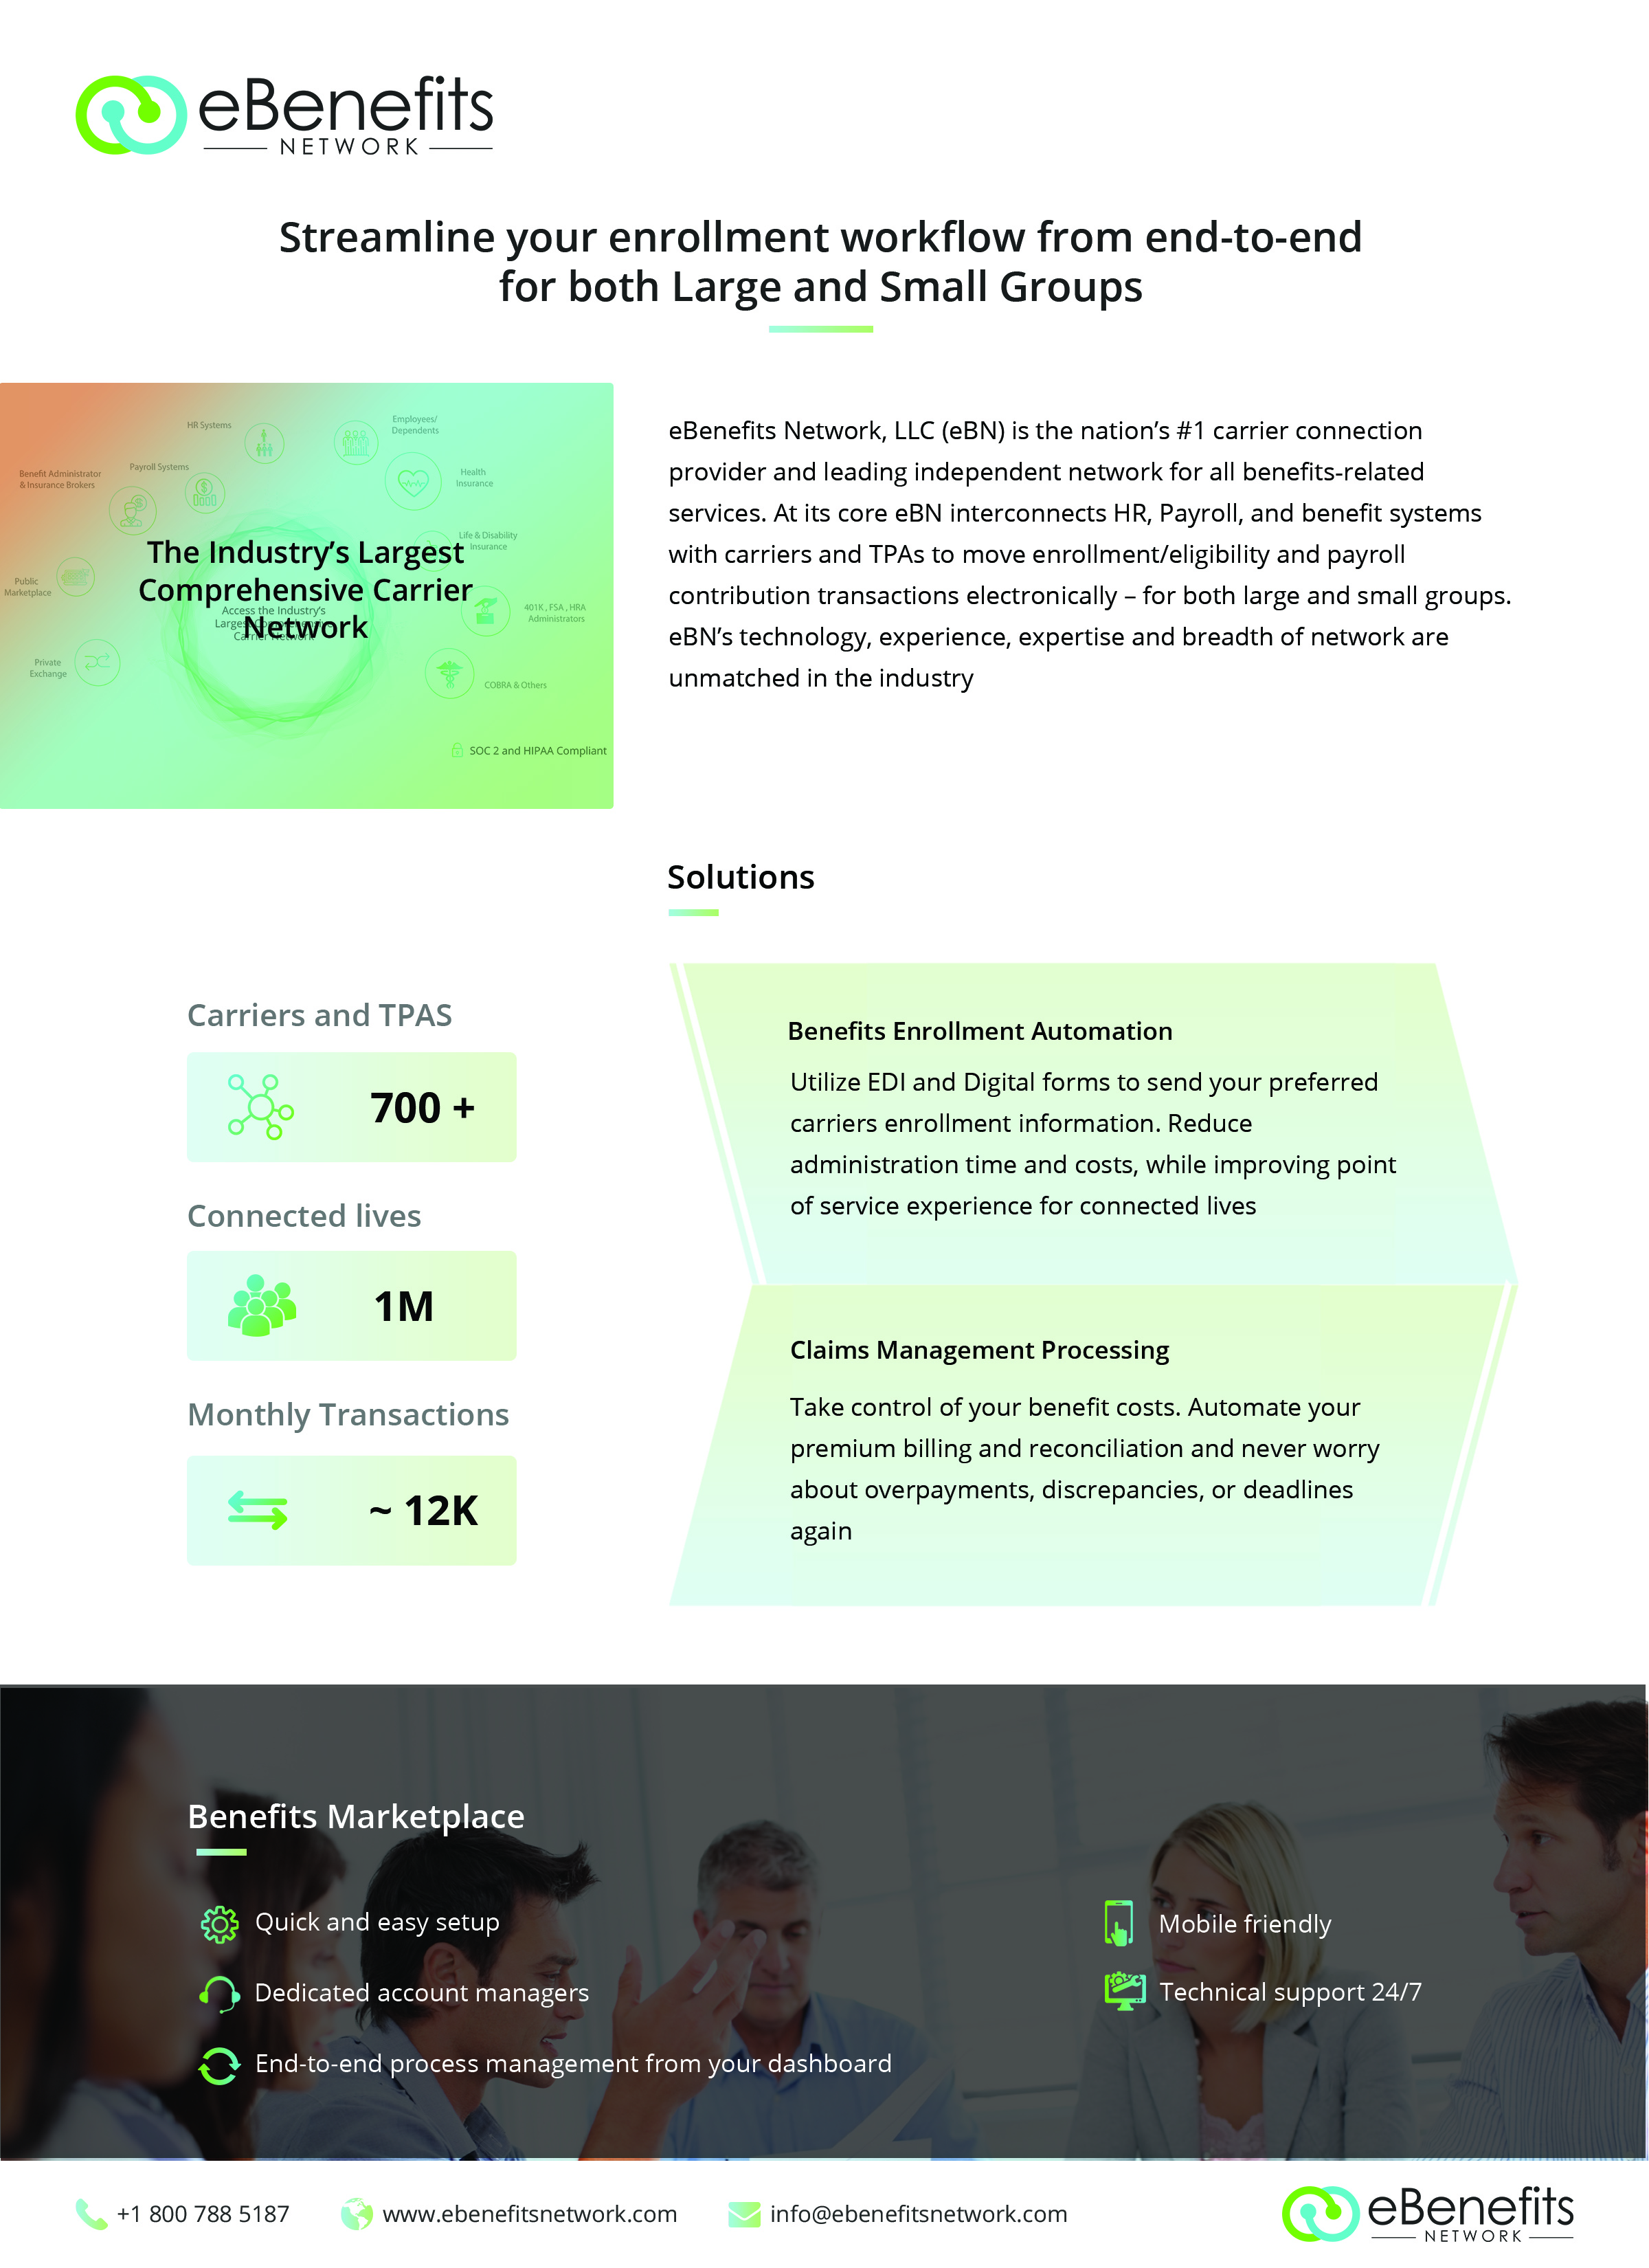 eBenefits
NETWORK
Streamline your enrollment workflow from end-to-end
for both Large and Small Groups
HR Systems
Employees/
Dependents
Benefit Administrator
& Insurance Brokers
Payroll Systems
Health
Insurance
Life & Disability
Insurance
Public
Marketplace
The Industry’s Largest
Comprehensive Carrier
Network
Access the Industry's
Largest Comprehensive
Carrier Network
401K , FSA , HRA
Administrators
Private
Exchange
COBRA & Others
SOC 2 and HIPAA Compliant
eBenefits Network, LLC (eBN) is the nation’s #1 carrier connection
provider and leading independent network for all benefits-related
services. At its core eBN interconnects HR, Payroll, and benefit systems
with carriers and TPAs to move enrollment/eligibility and payroll
contribution transactions electronically – for both large and small groups.
eBN’s technology, experience, expertise and breadth of network are
unmatched in the industry
Carriers and TPAS
700 +
Connected lives
1M
Monthly Transactions
~ 12K
Solutions
Benefits Enrollment Automation
Utilize EDI and Digital forms to send your preferred
carriers enrollment information. Reduce
administration time and costs, while improving point
of service experience for connected lives
Claims Management Processing
Take control of your benefit costs. Automate your
premium billing and reconciliation and never worry
about overpayments, discrepancies, or deadlines
again
Benefits Marketplace
Quick and easy setup
Dedicated account managers
End-to-end process management from your dashboard
Mobile friendly
Technical support 24/7
+1 800 788 5187
www.ebenefitsnetwork.com
info@ebenefitsnetwork.com
eBenefits
NETWORK